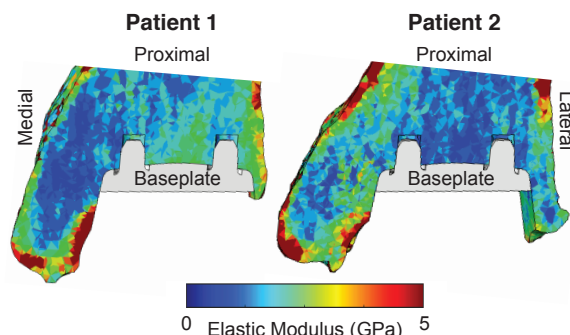 Patient 1
Patient 2
Proximal
Proximal
Medial
Lateral
Baseplate
Baseplate
0
5
Elastic Modulus (GPa)